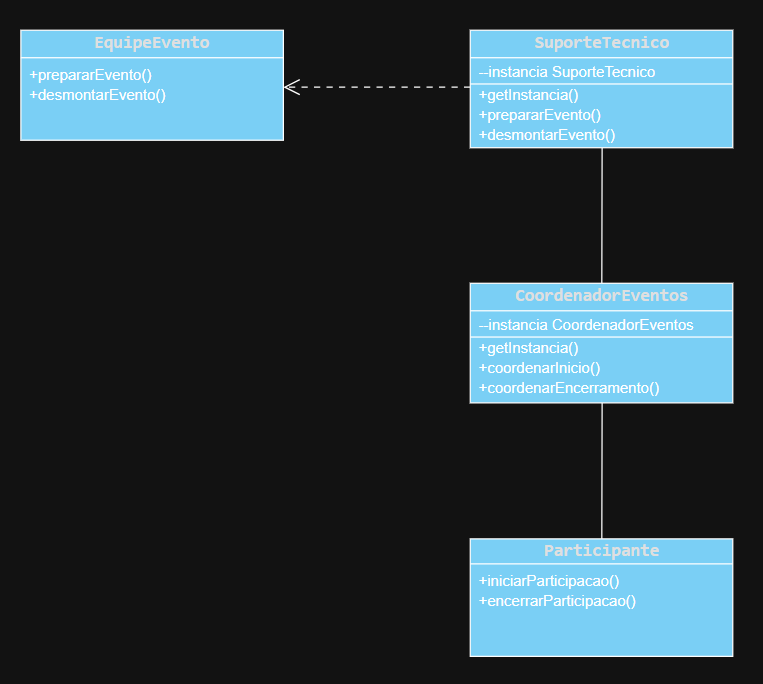 EquipeEvento
+prepararEvento()
+desmontarEvento()
SuporteTecnico
--instancia SuporteTecnico
+getInstancia()
+prepararEvento()
+desmontarEvento()
CoordenadorEventos
--instancia CoordenadorEventos
+getInstancia()
+coordenarInicio()
+coordenarEncerramento()
Participante
+iniciarParticipacao()
+encerrarParticipacao()